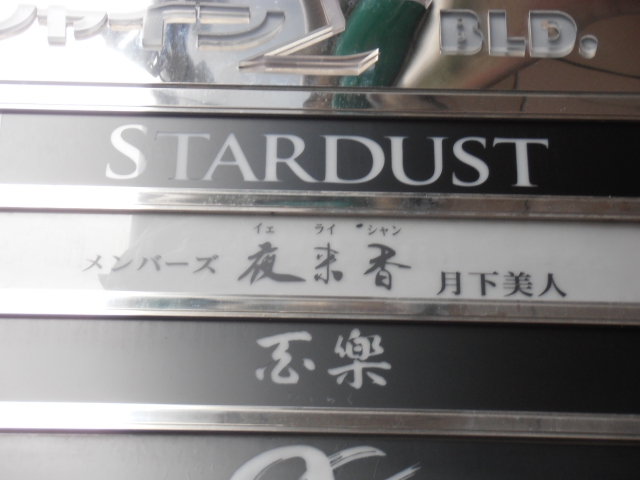 BLD.
STARDUST
イェ ライ シャン
メンバーズ 夜来香 月下美人